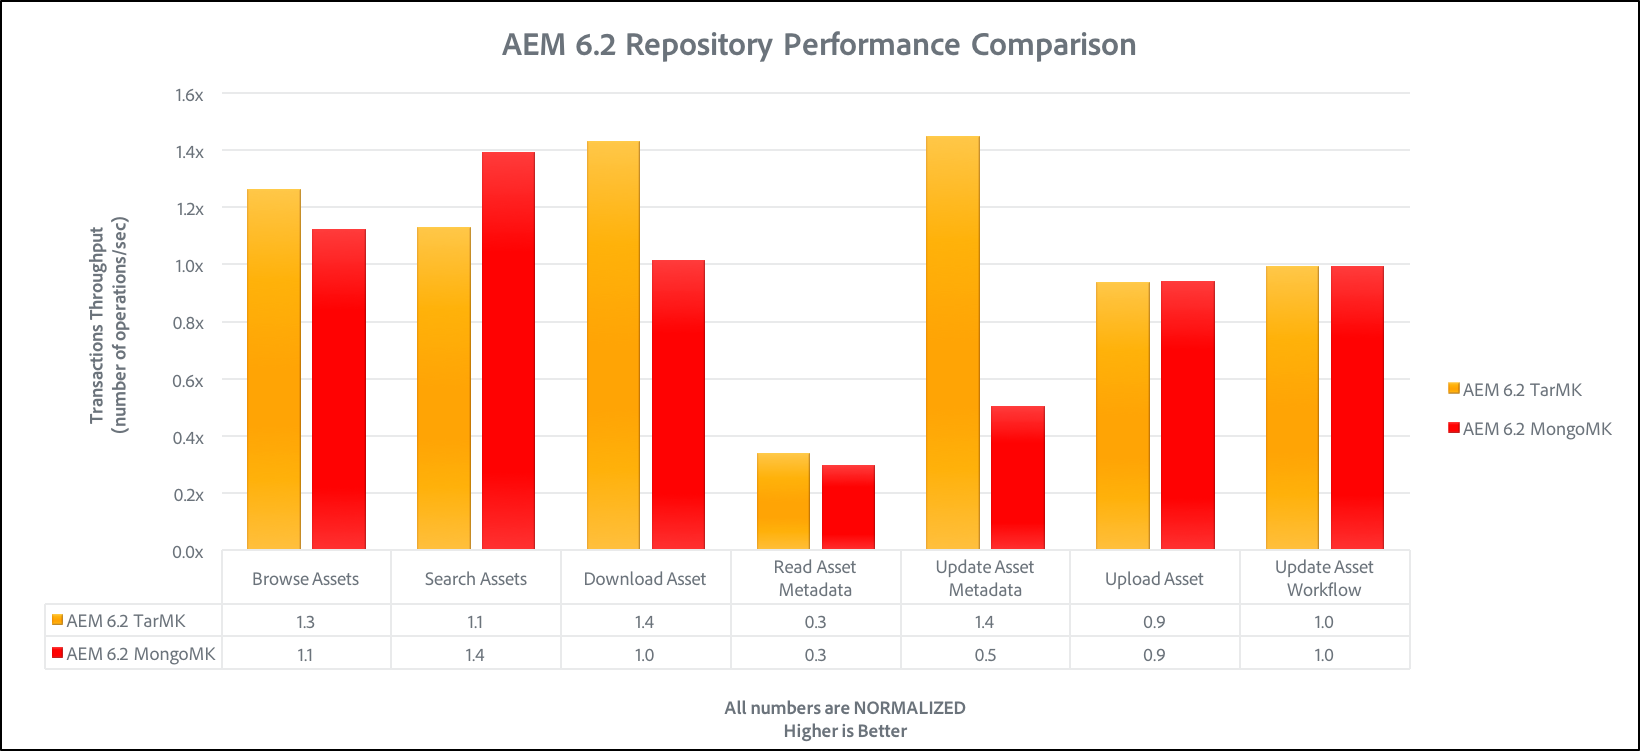 AEM 6.2 Repository Performance Comparison
1.6x
1.4x
1.2x
1.0x
0.8x
0.6x
0.4x
0.2x
0.0x
Transactions Throughput
(number of operations/sec)
AEM 6.2 TarMK
AEM 6.2 MongoMK
Browse Assets Search Assets Download Asset Read Asset Metadata Update Asset Metadata Upload Asset Update Asset Workflow
AEM 6.2 TarMK 1.3 1.1 1.4 0.3 1.4 0.9 1.0
AEM 6.2 MongoMK 1.1 1.4 1.0 0.3 0.5 0.9 1.0
All numbers are NORMALIZED
Higher is Better